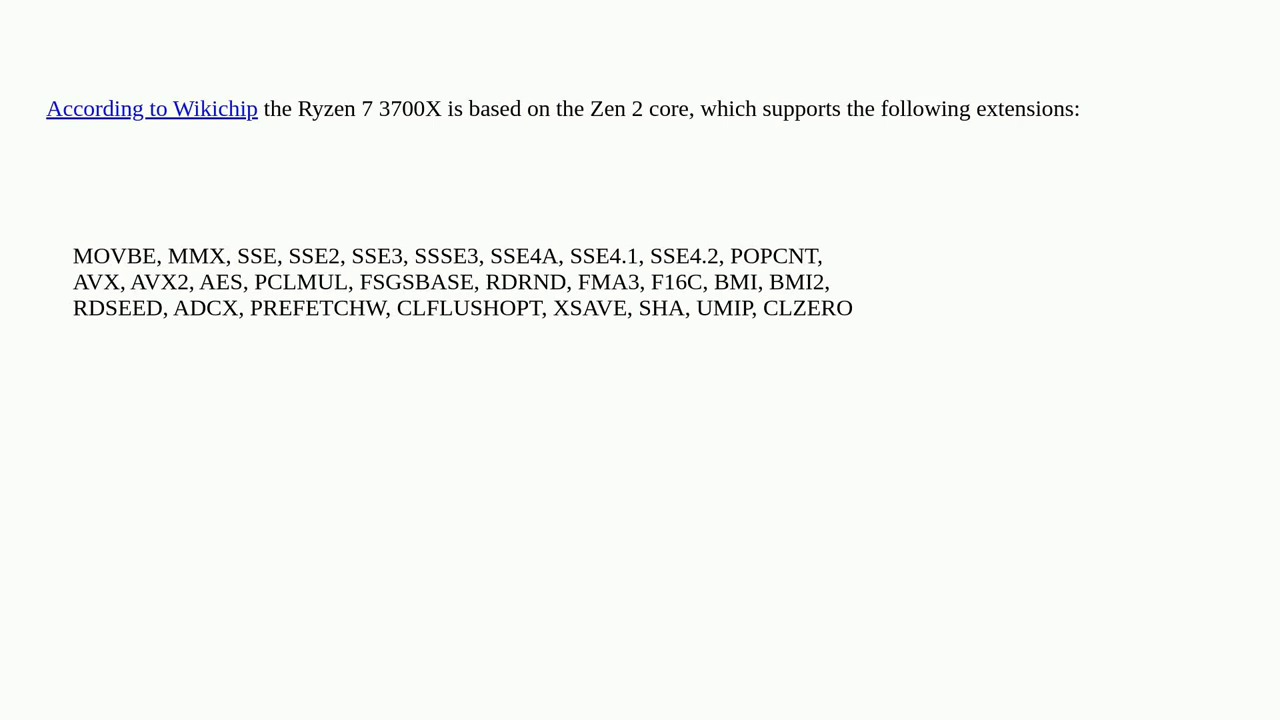 According to Wikichip the Ryzen 7 3700X is based on the Zen 2 core, which supports the following extensions:
MOVBE, MMX, SSE, SSE2, SSE3, SSSE3, SSE4A, SSE4.1, SSE4.2, POPCNT,
AVX, AVX2, AES, PCLMUL, FSGSBASE, RDRND, FMA3, F16C, BMI, BMI2,
RDSEED, ADCX, PREFETCHW, CLFLUSHOPT, XSAVE, SHA, UMIP, CLZERO